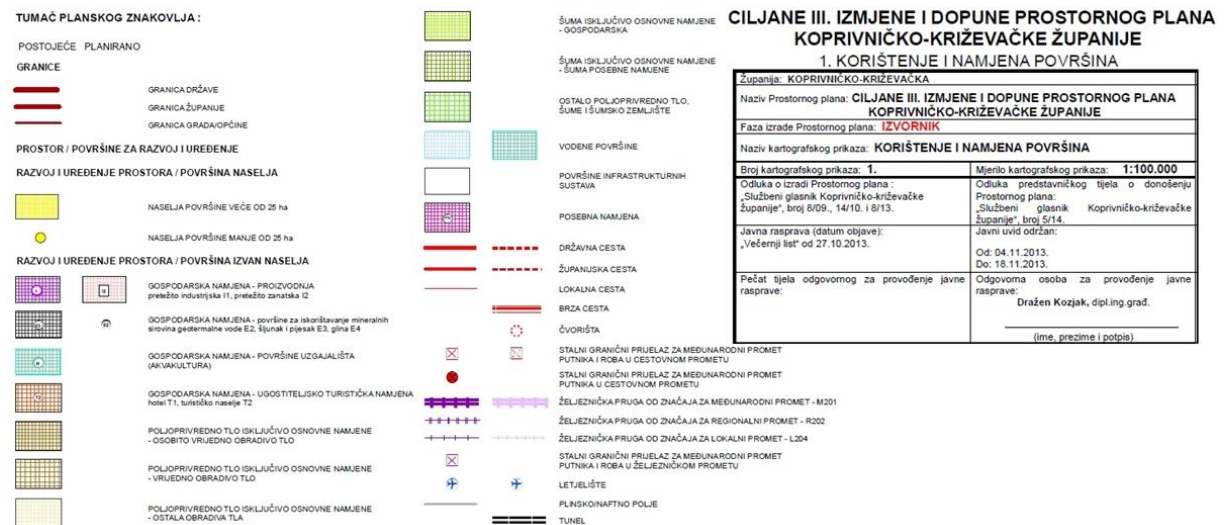 TUMAČ PLANSKOG ZNAKOVLJA :
POSTOJEĆE PLANIRANO
GRANICE
GRANICA DRŽAVE
GRANICA ŽUPANIJE
GRANICA GRADA/OPĆINE
PROSTOR / POVRŠINE ZA RAZVOJ I UREĐENJE
RAZVOJ I UREĐENJE PROSTORA / POVRŠINA NASELJA
NASELJA POVRŠINE VEĆE OD 25 ha
NASELJA POVRŠINE MANJE OD 25 ha
RAZVOJ I UREĐENJE PROSTORA / POVRŠINA IZVAN NASELJA
GOSPODARSKA NAMJENA - PROIZVODNJA
pretežito industrijska I1, pretežito zanatska I2
GOSPODARSKA NAMJENA - površine za iskorištavanje mineralnih
sirovina geotermalne vode E2, šljunak i pijesak E3, glina E4
GOSPODARSKA NAMJENA - POVRŠINE UZGAJALIŠTA
(AKVAKULTURA)
GOSPODARSKA NAMJENA - UGOSTITELJSKO TURISTIČKA NAMJENA
hotel T1, turističko naselje T2
POLJOPRIVREDNO TLO ISKLJUČIVO OSNOVNE NAMJENE
- OSOBITO VRIJEDNO OBRADIVO TLO
POLJOPRIVREDNO TLO ISKLJUČIVO OSNOVNE NAMJENE
- VRIJEDNO OBRADIVO TLO
POLJOPRIVREDNO TLO ISKLJUČIVO OSNOVNE NAMJENE
- OSTALA OBRADIVA TLA
ŠUMA ISKLJUČIVO OSNOVNE NAMJENE
- GOSPODARSKA
ŠUMA ISKLJUČIVO OSNOVNE NAMJENE
- ŠUMA POSEBNE NAMJENE
OSTALO POLJOPRIVREDNO TLO,
ŠUME I ŠUMSKO ZEMLJIŠTE
VODENE POVRŠINE
POVRŠINE INFRASTRUKTURNIH
SUSTAVA
POSEBNA NAMJENA
DRŽAVNA CESTA
ŽUPANIJSKA CESTA
LOKALNA CESTA
BRZA CESTA
ČVORIŠTA
STALNI GRANIČNI PRIJELAZ ZA MEĐUNARODNI PROMET
PUTNIKA I ROBA U CESTOVNOM PROMETU
STALNI GRANIČNI PRIJELAZ ZA MEĐUNARODNI PROMET
PUTNIKA U CESTOVNOM PROMETU
ŽELJEZNIČKA PRUGA OD ZNAČAJA ZA MEĐUNARODNI PROMET - M201
ŽELJEZNIČKA PRUGA OD ZNAČAJA ZA REGIONALNI PROMET - R202
ŽELJEZNIČKA PRUGA OD ZNAČAJA ZA LOKALNI PROMET - L204
STALNI GRANIČNI PRIJELAZ ZA MEĐUNARODNI PROMET
PUTNIKA I ROBA U ŽELJEZNIČKOM PROMETU
LETJELIŠTE
PLINSKO/NAFTNO POLJE
TUNEL
CILJANE III. IZMJENE I DOPUNE PROSTORNOG PLANA
KOPRIVNIČKO-KRIŽEVAČKE ŽUPANIJE
1. KORIŠTENJE I NAMJENA POVRŠINA
Županija: KOPRIVNIČKO-KRIŽEVAČKA
Naziv Prostornog plana: CILJANE III. IZMJENE I DOPUNE PROSTORNOG PLANA
KOPRIVNIČKO-KRIŽEVAČKE ŽUPANIJE
Faza izrade Prostornog plana: IZVORNIK
Naziv kartografskog prikaza: KORIŠTENJE I NAMJENA POVRŠINA
Broj kartografskog prikaza: 1.
Mjerilo kartografskog prikaza: 1:100.000
Odluka o izradi Prostornog plana :
„Službeni glasnik Koprivničko-križevačke
županije“, broj 8/09., 14/10. i 8/13.
Odluka predstavničkog tijela o donošenju
Prostornog plana:
„Službeni glasnik Koprivničko-križevačke
županije“, broj 5/14.
Javna rasprava (datum objave):
„Večernji list“ od 27.10.2013.
Javni uvid održan:
Od: 04.11.2013.
Do: 18.11.2013.
Pečat tijela odgovornog za provođenje javne
rasprave:
Odgovorna osoba za provođenje javne
rasprave:
Dražen Kozjak, dipl.ing.građ.
(ime, prezime i potpis)